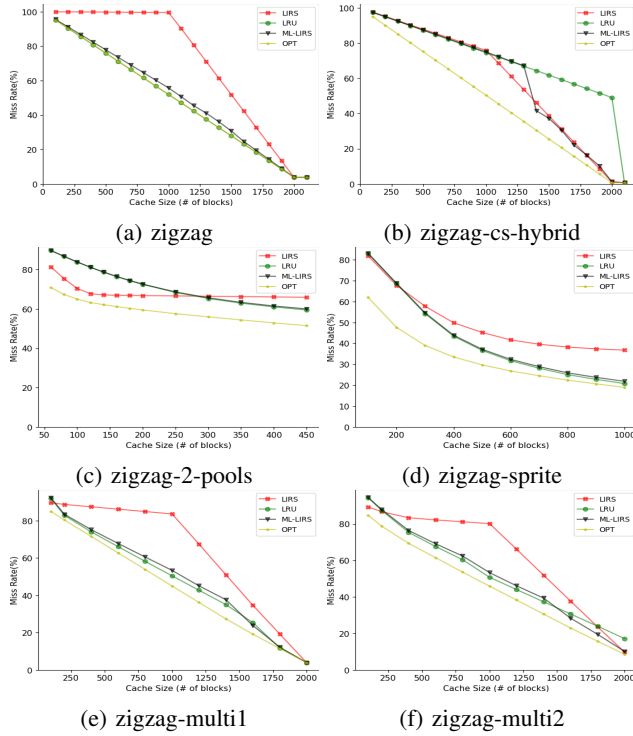 100
80
60
40
20
0
Miss Rate(%)
250 500 750 1000 1250 1500 1750 2000
Cache Size (# of blocks)
LIRS
LRU
ML-LIRS
OPT
(a) zigzag
100
80
60
40
20
0
Miss Rate(%)
250 500 750 1000 1250 1500 1750 2000
Cache Size (# of blocks)
LIRS
LRU
ML-LIRS
OPT
(b) zigzag-cs-hybrid
80
60
40
20
0
Miss Rate(%)
50 100 150 200 250 300 350 400 450
Cache Size (# of blocks)
LIRS
LRU
ML-LIRS
OPT
(c) zigzag-2-pools
80
70
60
50
40
30
20
10
0
Miss Rate(%)
200 400 600 800 1000
Cache Size (# of blocks)
LIRS
LRU
ML-LIRS
OPT
(d) zigzag-sprite
80
60
40
20
0
Miss Rate(%)
250 500 750 1000 1250 1500 1750 2000
Cache Size (# of blocks)
LIRS
LRU
ML-LIRS
OPT
(e) zigzag-multi1
80
60
40
20
0
Miss Rate(%)
250 500 750 1000 1250 1500 1750 2000
Cache Size (# of blocks)
LIRS
LRU
ML-LIRS
OPT
(f) zigzag-multi2